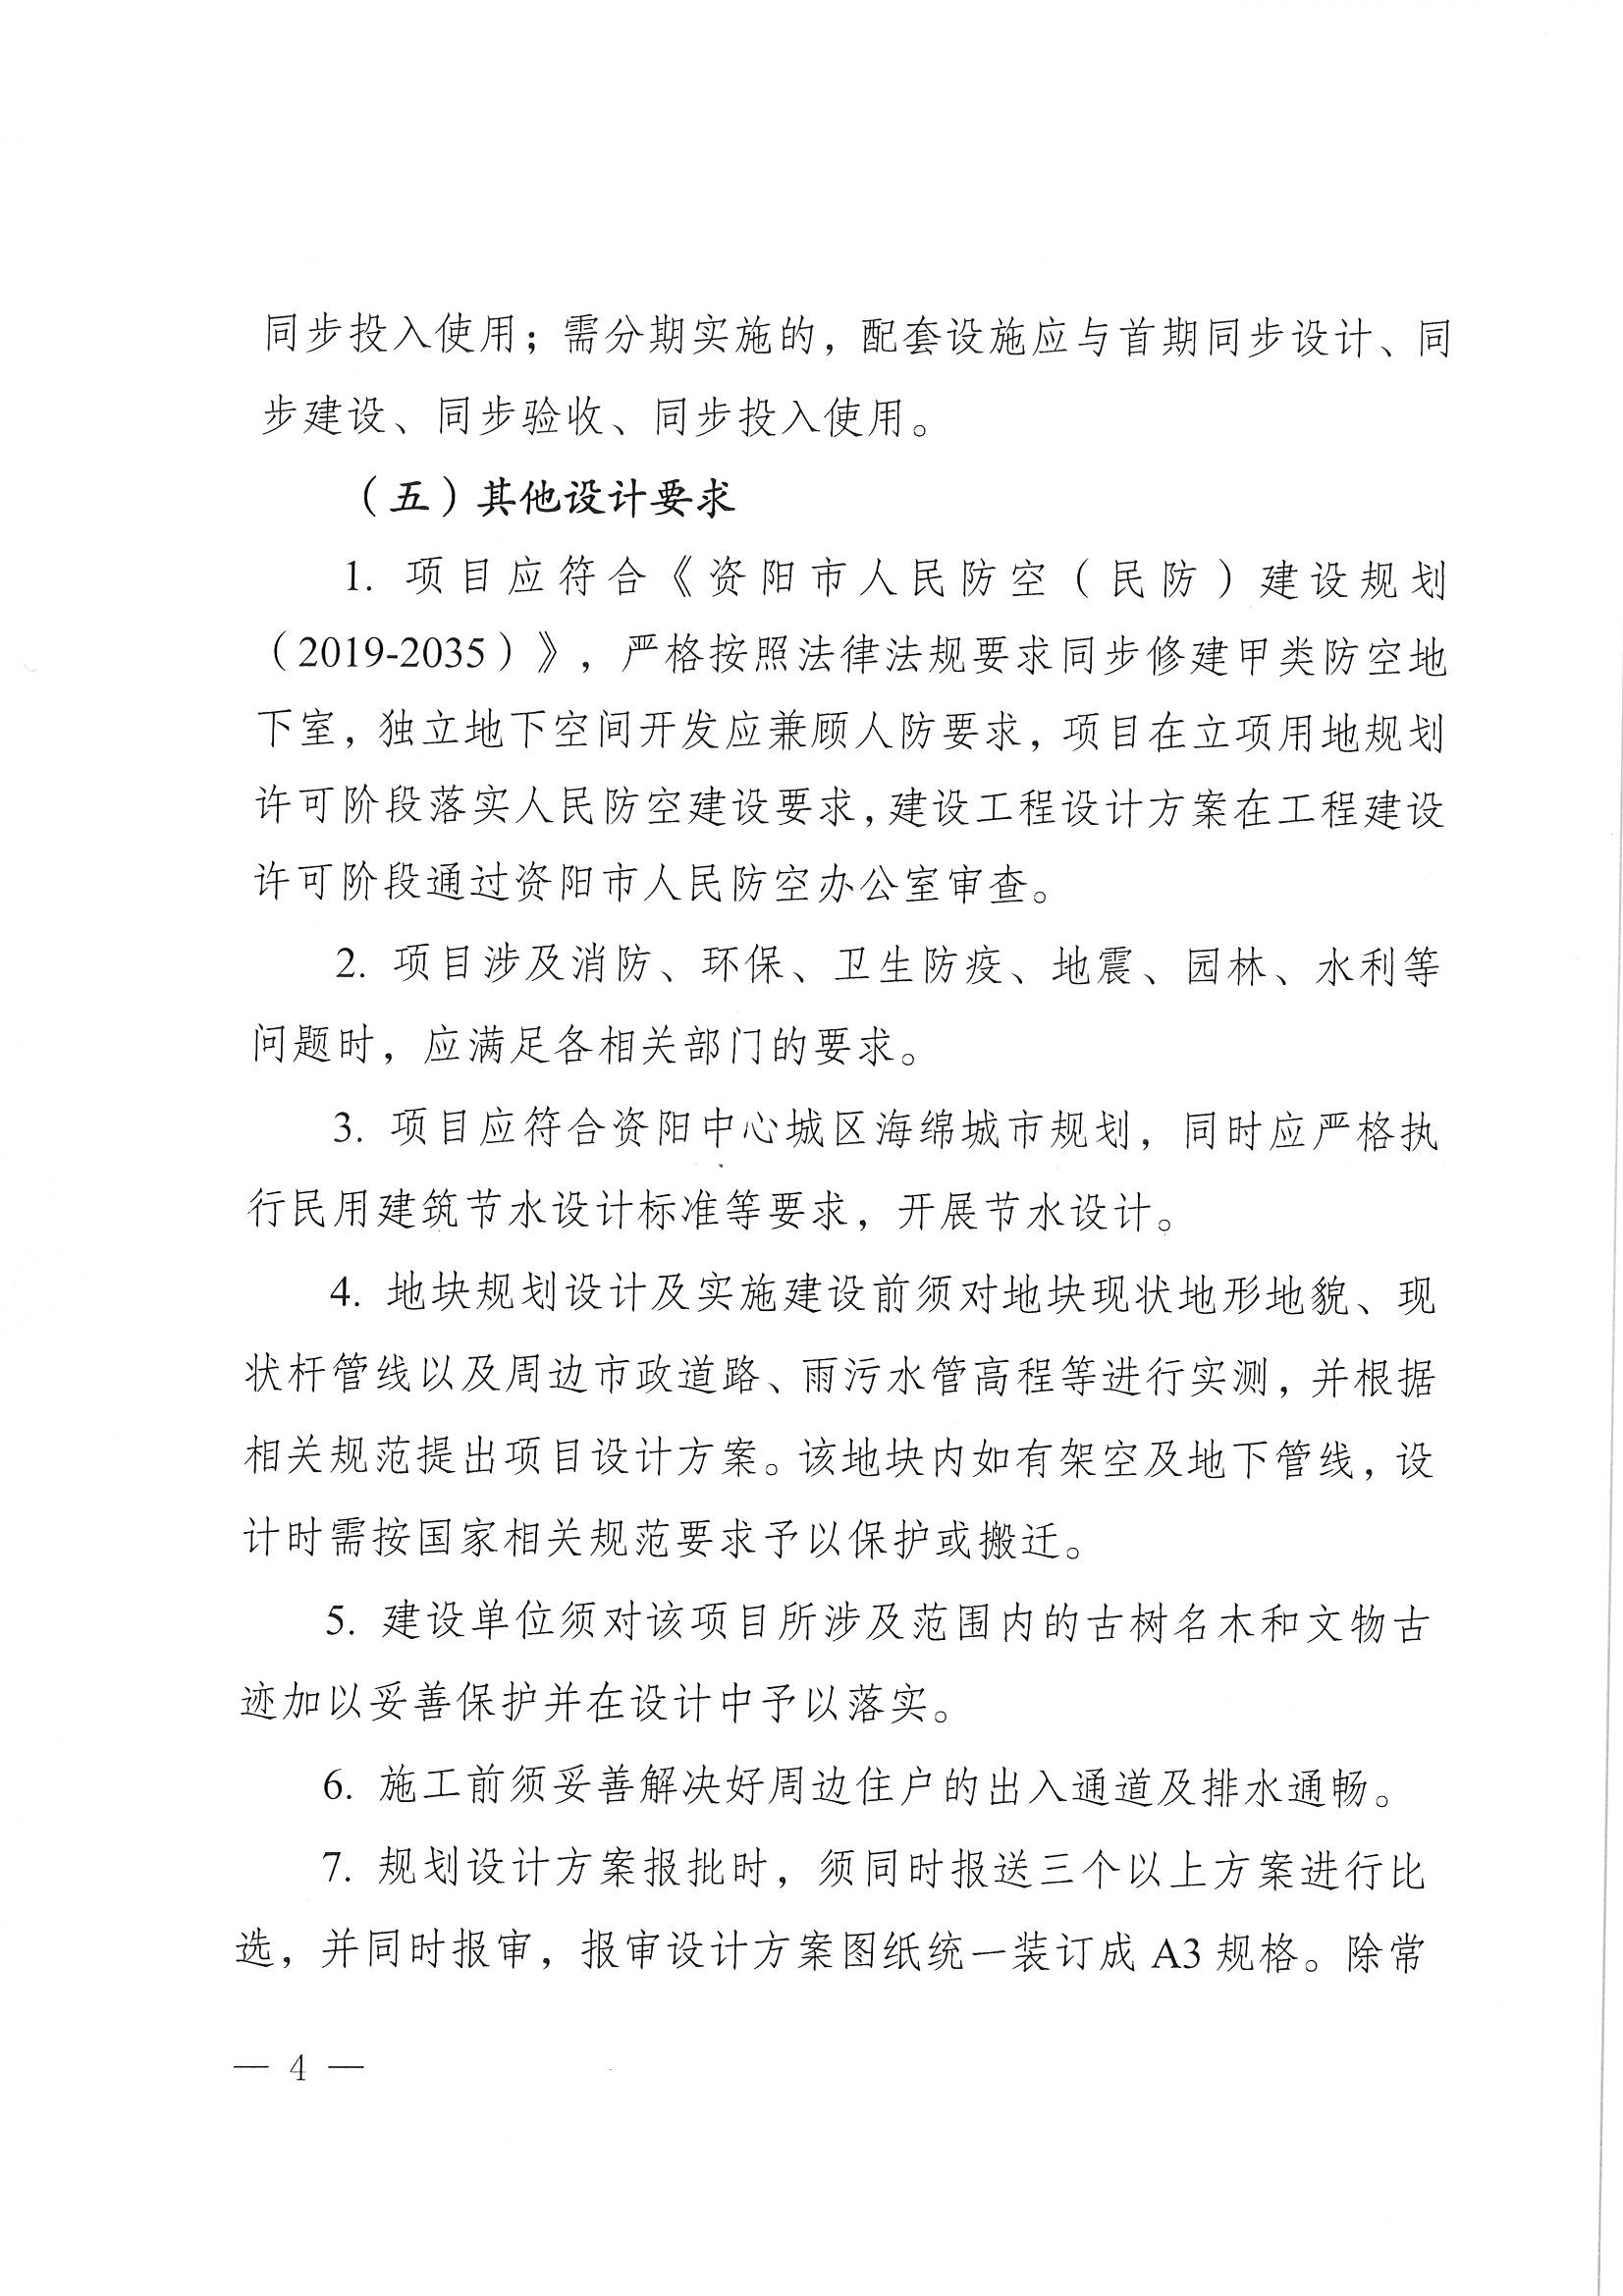 同步投入使用；需分期实施的，配套设施应与首期同步设计、同
步建设、同步验收、同步投入使用。
（五）其他设计要求
1. 项目应符合《资阳市人民防空（民防）建设规划
（2019-2035）》，严格按照法律法规要求同步修建甲类防空地
下室，独立地下空间开发应兼顾人防要求，项目在立项用地规划
许可阶段落实人民防空建设要求，建设工程设计方案在工程建设
许可阶段通过资阳市人民防空办公室审查。
2. 项目涉及消防、环保、卫生防疫、地震、园林、水利等
问题时，应满足各相关部门的要求。
3. 项目应符合资阳中心城区海绵城市规划，同时应严格执
行民用建筑节水设计标准等要求，开展节水设计。
4. 地块规划设计及实施建设前须对地块现状地形地貌、现
状杆管线以及周边市政道路、雨污水管高程等进行实测，并根据
相关规范提出项目设计方案。该地块内如有架空及地下管线，设
计时需按国家相关规范要求予以保护或搬迁。
5. 建设单位须对该项目所涉及范围内的古树名木和文物古
迹加以妥善保护并在设计中予以落实。
6. 施工前须妥善解决好周边住户的出入通道及排水通畅。
7. 规划设计方案报批时，须同时报送三个以上方案进行比
选，并同时报审，报审设计方案图纸统一装订成 A3 规格。除常
— 4 —